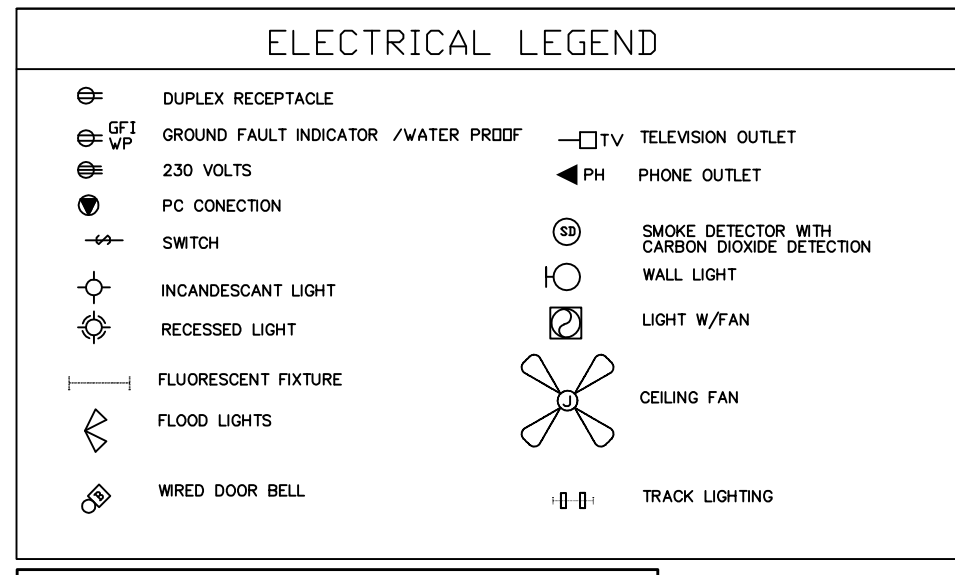 ELECTRICAL LEGEND
DUPLEX RECEPTACLE
GFI
WP
GROUND FAULT INDICATOR /WATER PROOF
230 VOLTS
PC CONECTION
SWITCH
INCANDESCANT LIGHT
RECESSED LIGHT
FLUORESCENT FIXTURE
FLOOD LIGHTS
B
WIRED DOOR BELL
TV TELEVISION OUTLET
PH PHONE OUTLET
SD
SMOKE DETECTOR WITH
CARBON DIOXIDE DETECTION
WALL LIGHT
LIGHT W/FAN
J
CEILING FAN
TRACK LIGHTING